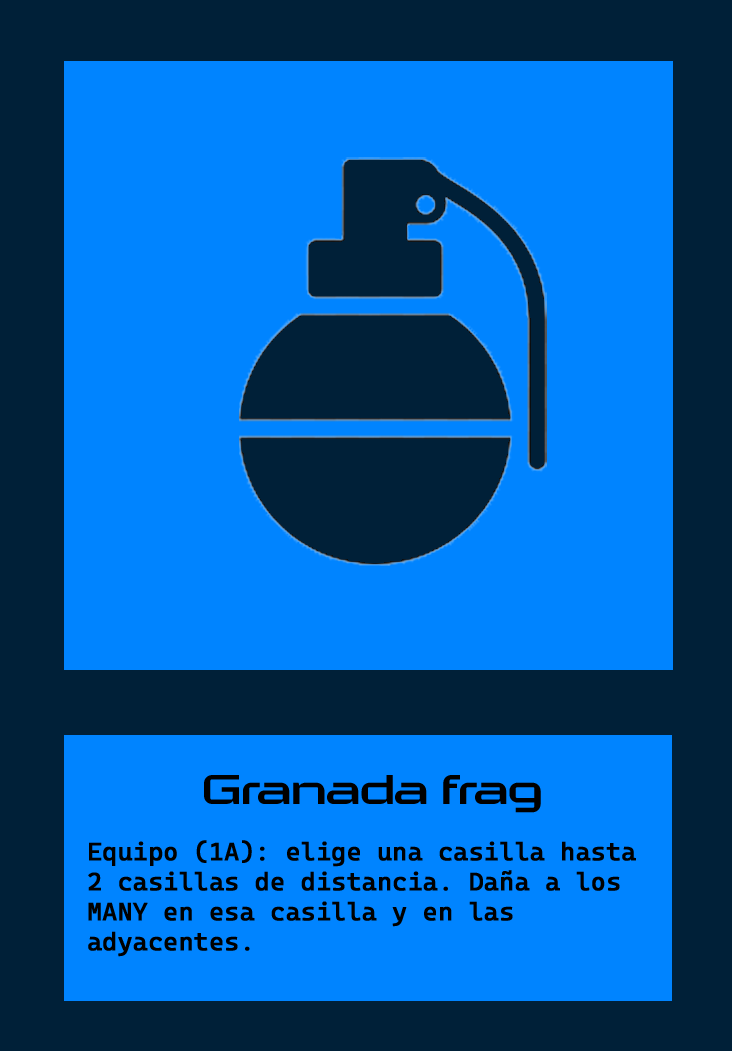 Granada frag
Equipo (1A): elige una casilla hasta
2 casillas de distancia. Daña a los
MANY en esa casilla y en las
adyacentes.